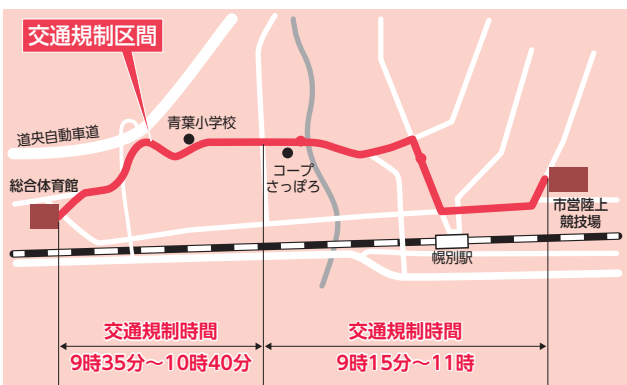 交通規制区間
道央自動車道
青葉小学校
コープ
さっぽろ
総合体育館
市営陸上
競技場
幌別駅
交通規制時間
9時35分～10時40分
交通規制時間
9時15分～11時